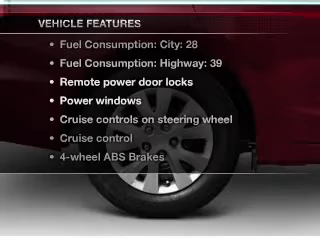 VEHICLE FEATURES
• Fuel Consumption: City: 28
• Fuel Consumption: Highway: 39
• Remote power door locks
• Power windows
• Cruise controls on steering wheel
• Cruise control
• 4-wheel ABS Brakes